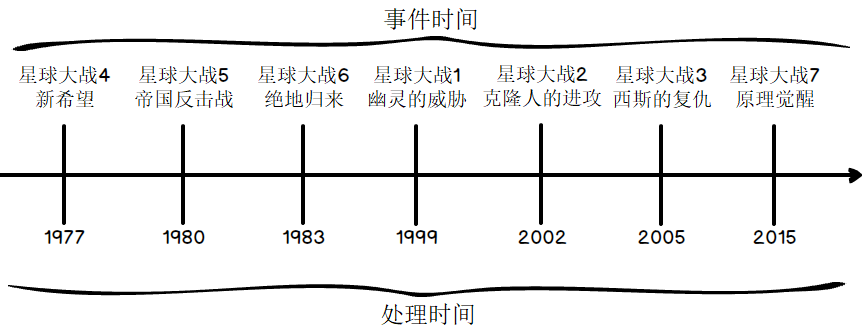 事件时间
星球大战4 星球大战5 星球大战6 星球大战1 星球大战2 星球大战3 星球大战7
新希望 帝国反击战 绝地归来 幽灵的威胁 克隆人的进攻 西斯的复仇 原理觉醒
1977 1980 1983 1999 2002 2005 2015
处理时间